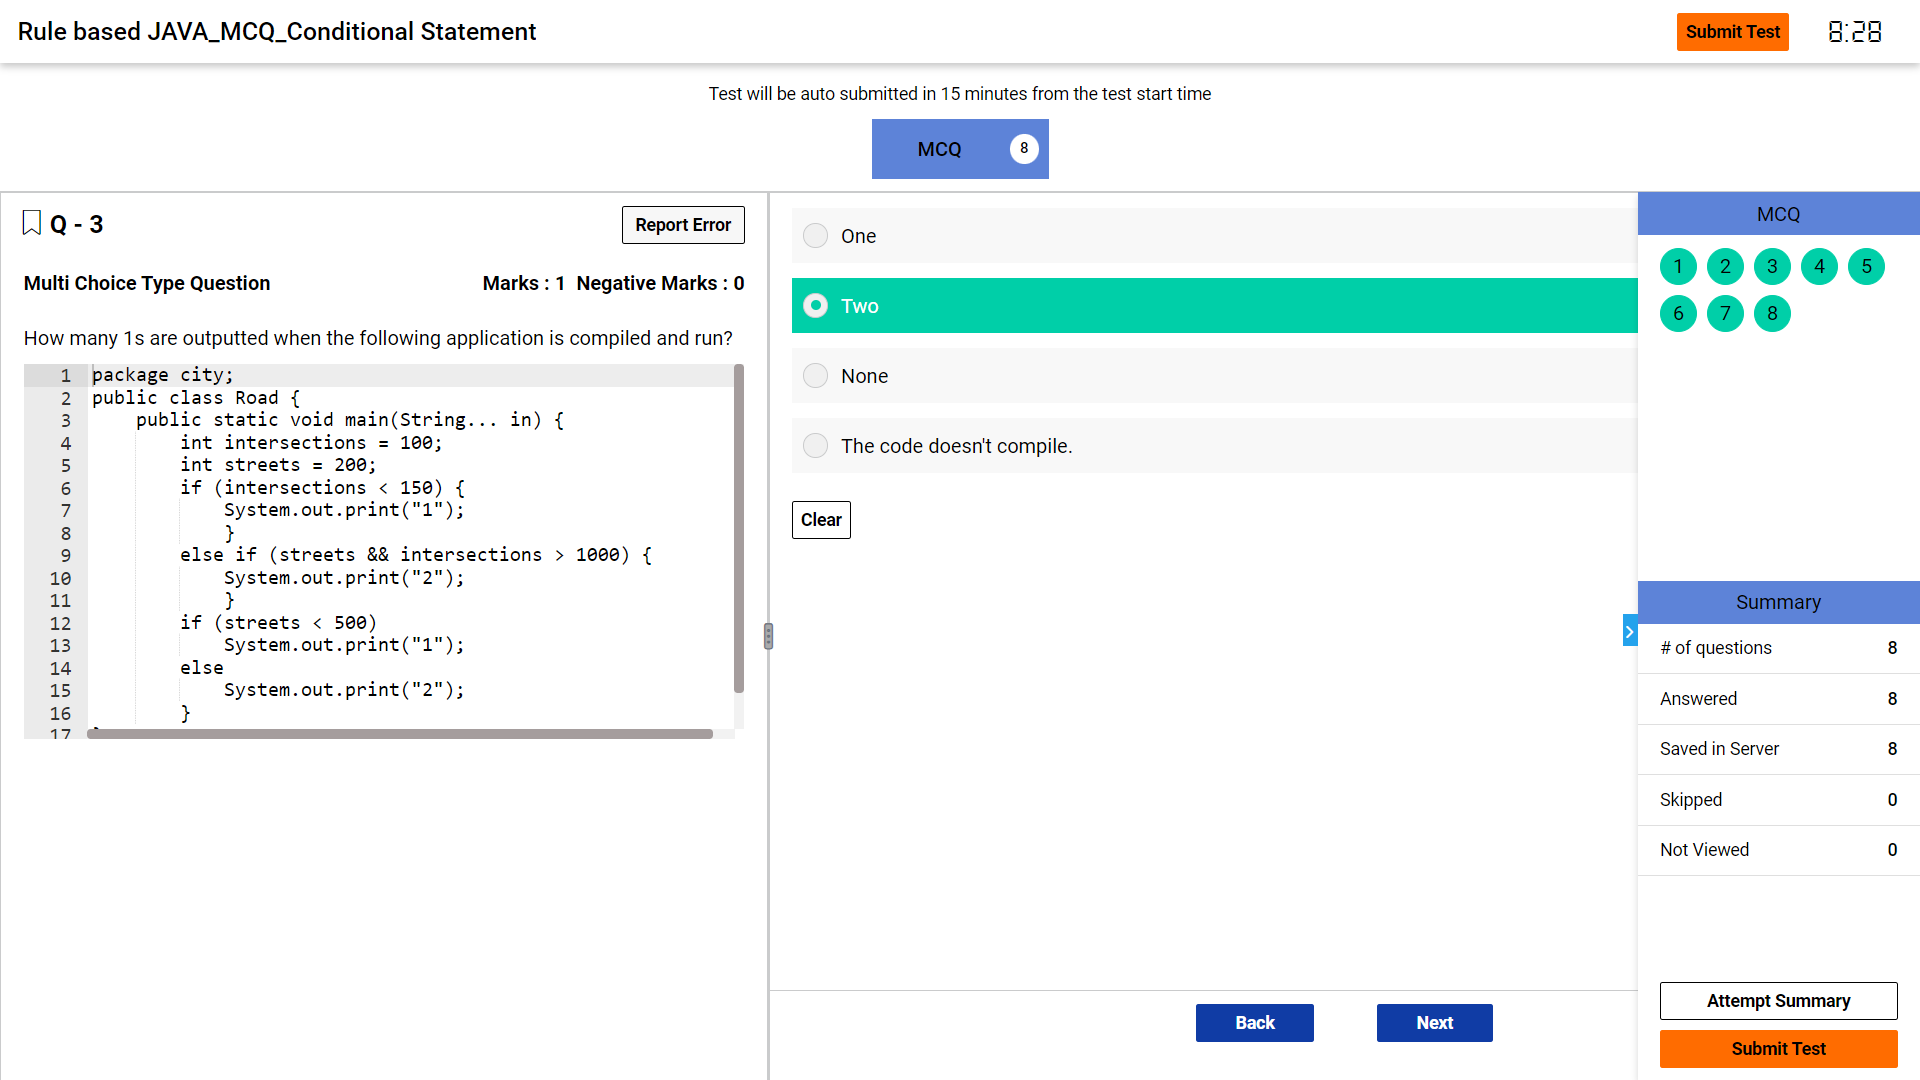 Rule based JAVA_MCQ_Conditional Statement
Submit Test
8:28
Test will be auto submitted in 15 minutes from the test start time
MCQ 8
Q - 3
Report Error
Multi Choice Type Question
Marks : 1 Negative Marks : 0
How many 1s are outputted when the following application is compiled and run?
1 package city;
2 public class Road {
3     public static void main(String... in) {
4         int intersections = 100;
5         int streets = 200;
6         if (intersections < 150) {
7             System.out.print("1");
8             }
9         else if (streets && intersections > 1000) {
10             System.out.print("2");
11             }
12         if (streets < 500)
13             System.out.print("1");
14         else
15             System.out.print("2");
16         }
17
One
Two
None
The code doesn't compile.
Clear
Back
Next
MCQ
1 2 3 4 5
6 7 8
Summary
# of questions 8
Answered 8
Saved in Server 8
Skipped 0
Not Viewed 0
Attempt Summary
Submit Test